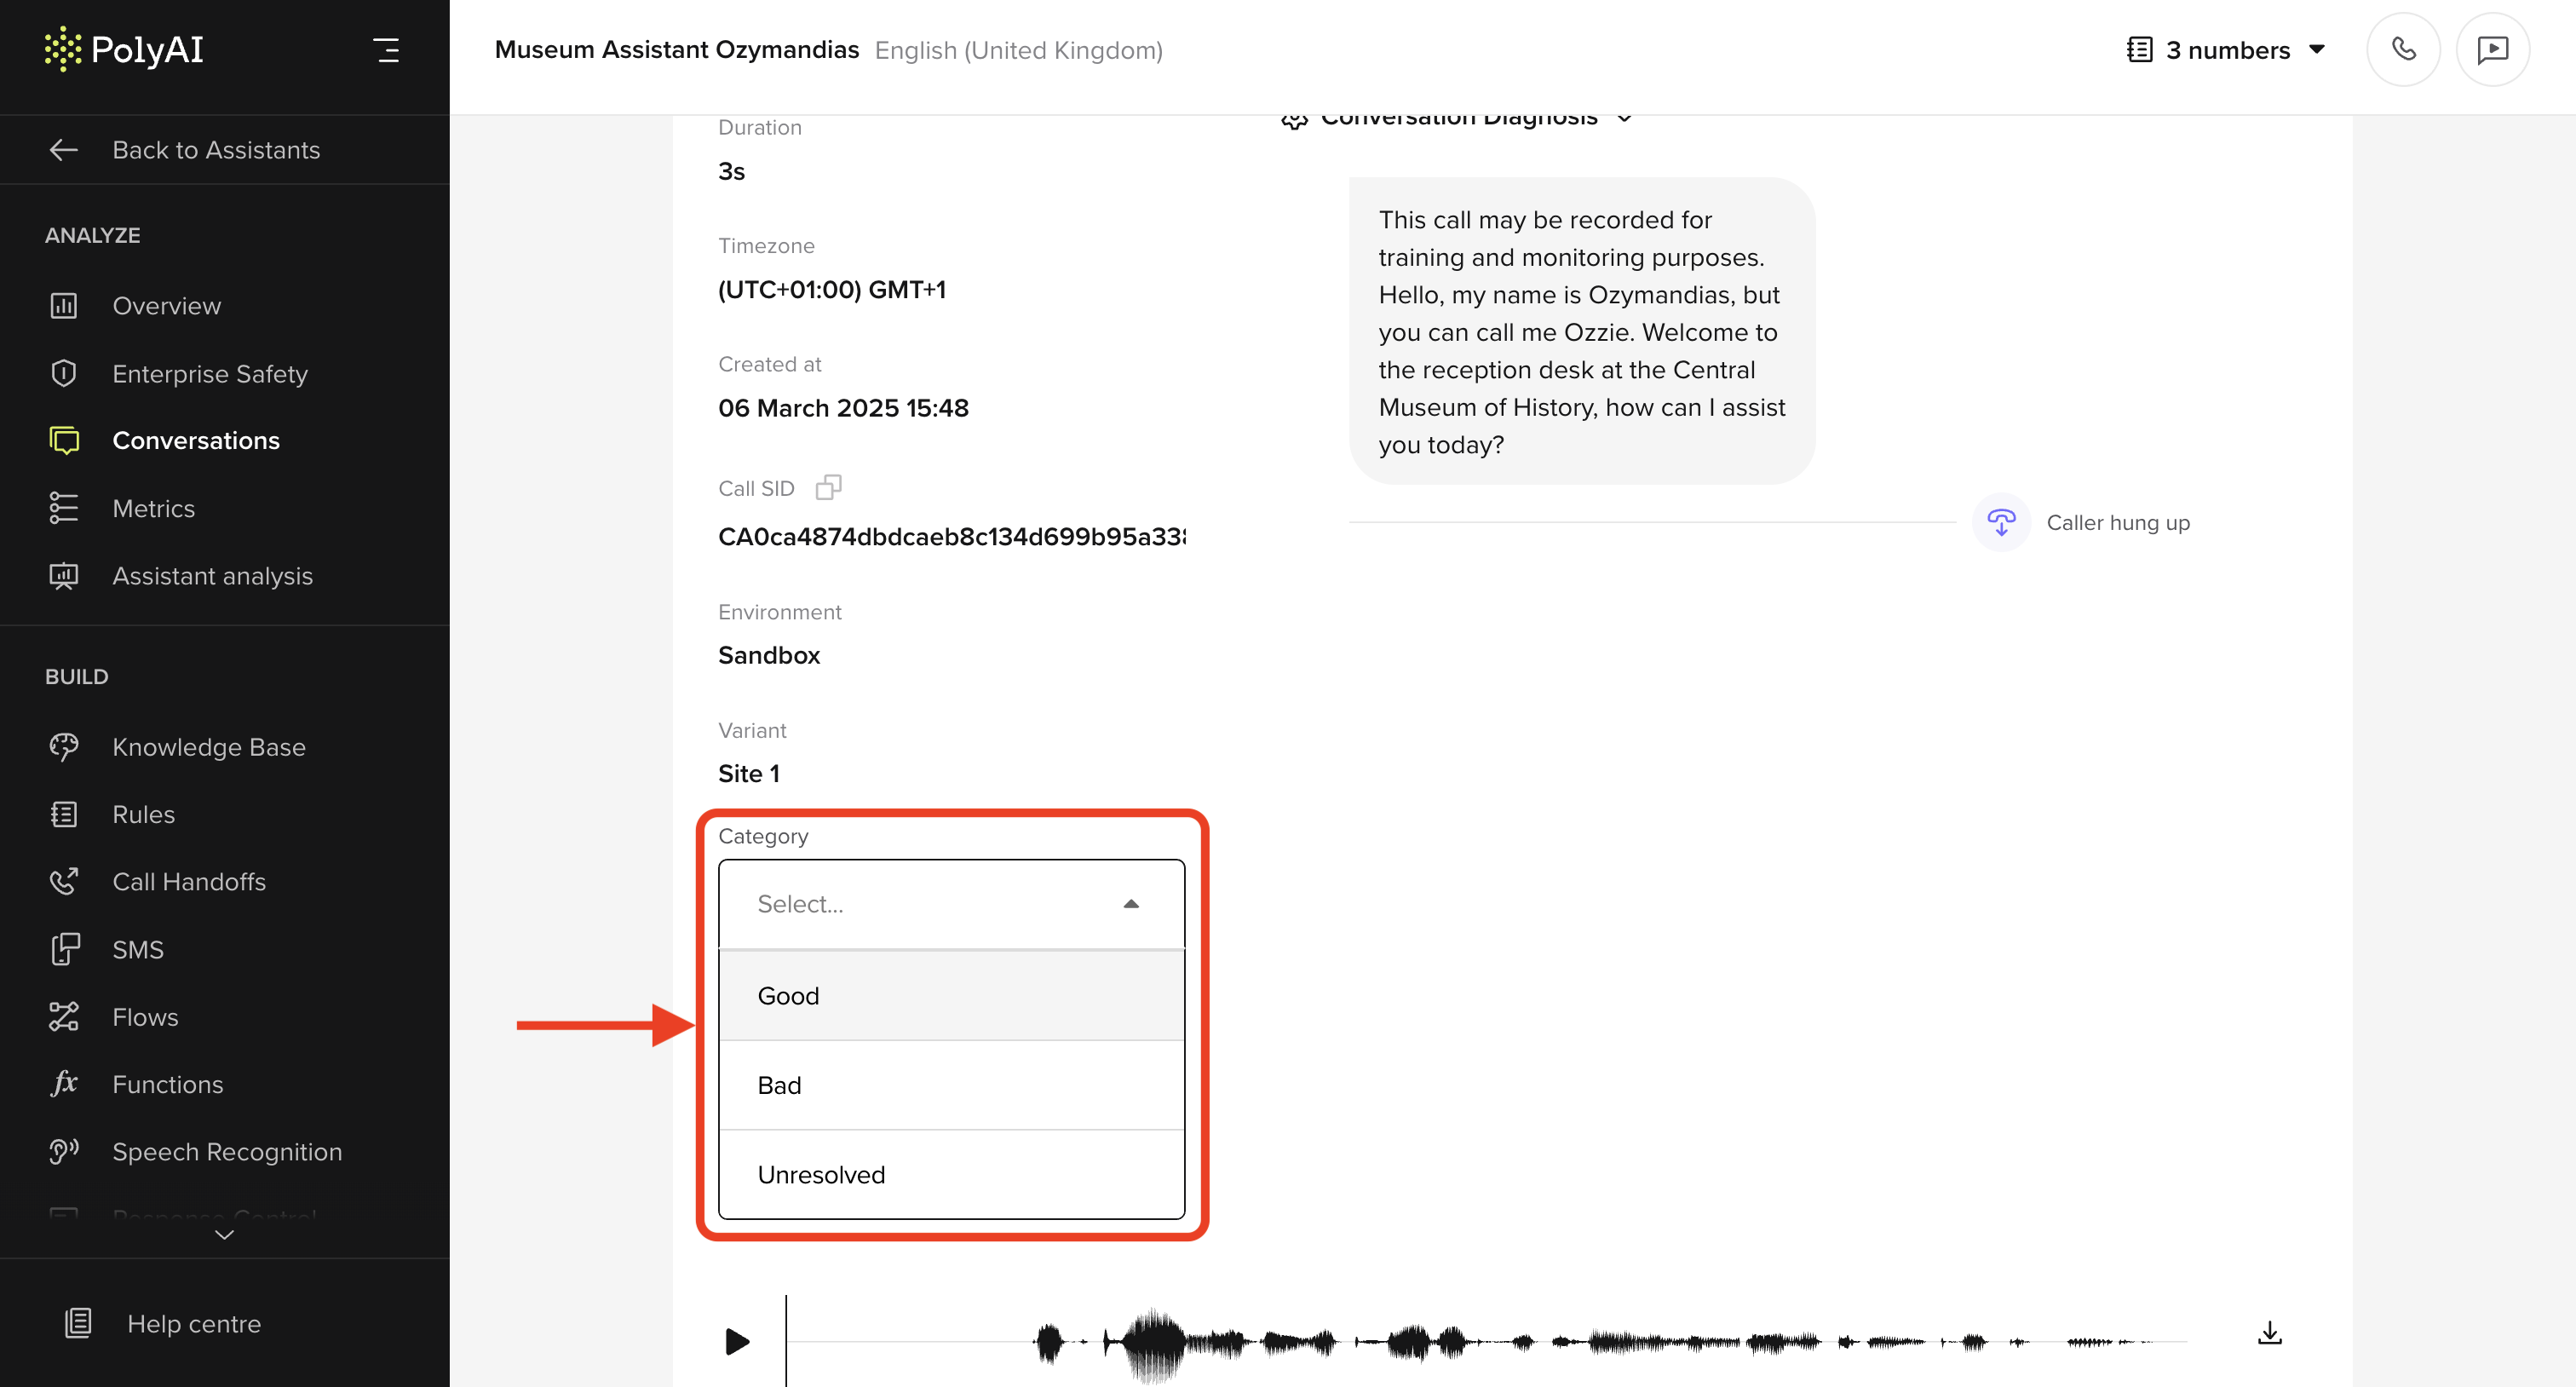 PolyAI
Museum Assistant Ozymandias English (United Kingdom)
3 numbers
Back to Assistants
ANALYZE
Overview
Enterprise Safety
Conversations
Metrics
Assistant analysis
BUILD
Knowledge Base
Rules
Call Handoffs
SMS
Flows
Functions
Speech Recognition
Response Control
Help centre
Duration
3s
Timezone
(UTC+01:00) GMT+1
Created at
06 March 2025 15:48
Call SID
CA0ca4874dbdcaeb8c134d699b95a338
Environment
Sandbox
Variant
Site 1
Category
Select...
Good
Bad
Unresolved
Conversation Diagnosis
This call may be recorded for
training and monitoring purposes.
Hello, my name is Ozymandias, but
you can call me Ozzie. Welcome to
the reception desk at the Central
Museum of History, how can I assist
you today?
Caller hung up